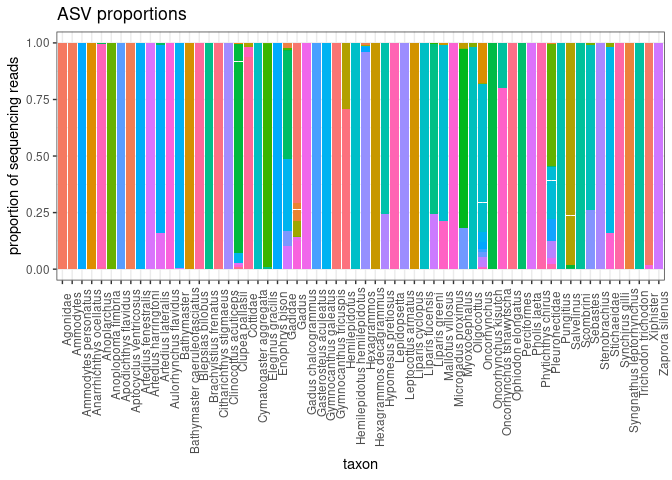 ASV proportions
proportion of sequencing reads
1.00
0.75
0.50
0.25
0.00
Agonidae
Ammodytes
Ammodytes personatus
Anarrhichthys ocellatus
Anoplarchus
Anoplopoma fimbria
Apodichthys flavidus
Aptocyclus ventricosus
Artedius fenestralis
Artedius harringtoni
Artedius lateralis
Aulorhynchus flavidus
Bathymaster
Bathymaster caeruleofasciatus
Blepsias bilobus
Brachyistius frenatus
Citharichthys stigmaeus
Clinocottus acuticeps
Clupea pallasii
Cottidae
Cymatogaster aggregata
Eleginus gracilis
Enophrys bison
Gadidae
Gadus
Gadus chalcogrammus
Gasterosteus aculeatus
Gymnocanthus galeatus
Gymnocanthus tricuspis
Hemilepidotus
Hemilepidotus hemilepidotus
Hexagrammos
Hexagrammos decagrammus
Hypomesus pretiosus
Lepidopsetta
Leptocottus armatus
Liparis cyclopus
Liparis fucensis
Liparis greeni
Mallotus villosus
Microgadus proximus
Myoxocephalus
Oligocottus
Oncorhynchus
Oncorhynchus kisutch
Oncorhynchus tshawytscha
Ophiodon elongatus
Perciformes
Pholis laeta
Phytichthys chirus
Pleuronectidae
Pungitius
Salvelinus
Scombrini
Sebastes
Stenobrachius
Stichaeidae
Synchirus gilli
Syngnathus leptorhynchus
Trichodon trichodon
Xiphister
Zaprora silenus
taxon